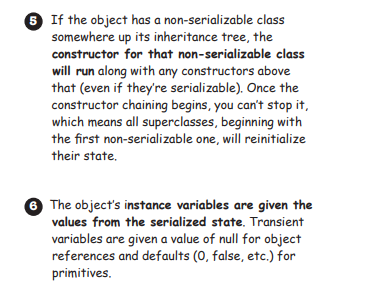 5 If the object has a non-serializable class
somewhere up its inheritance tree, the
constructor for that non-serializable class
will run along with any constructors above
that (even if they’re serializable). Once the
constructor chaining begins, you can’t stop it,
which means all superclasses, beginning with
the first non-serializable one, will reinitialize
their state.
6 The object’s instance variables are given the
values from the serialized state. Transient
variables are given a value of null for object
references and defaults (0, false, etc.) for
primitives.